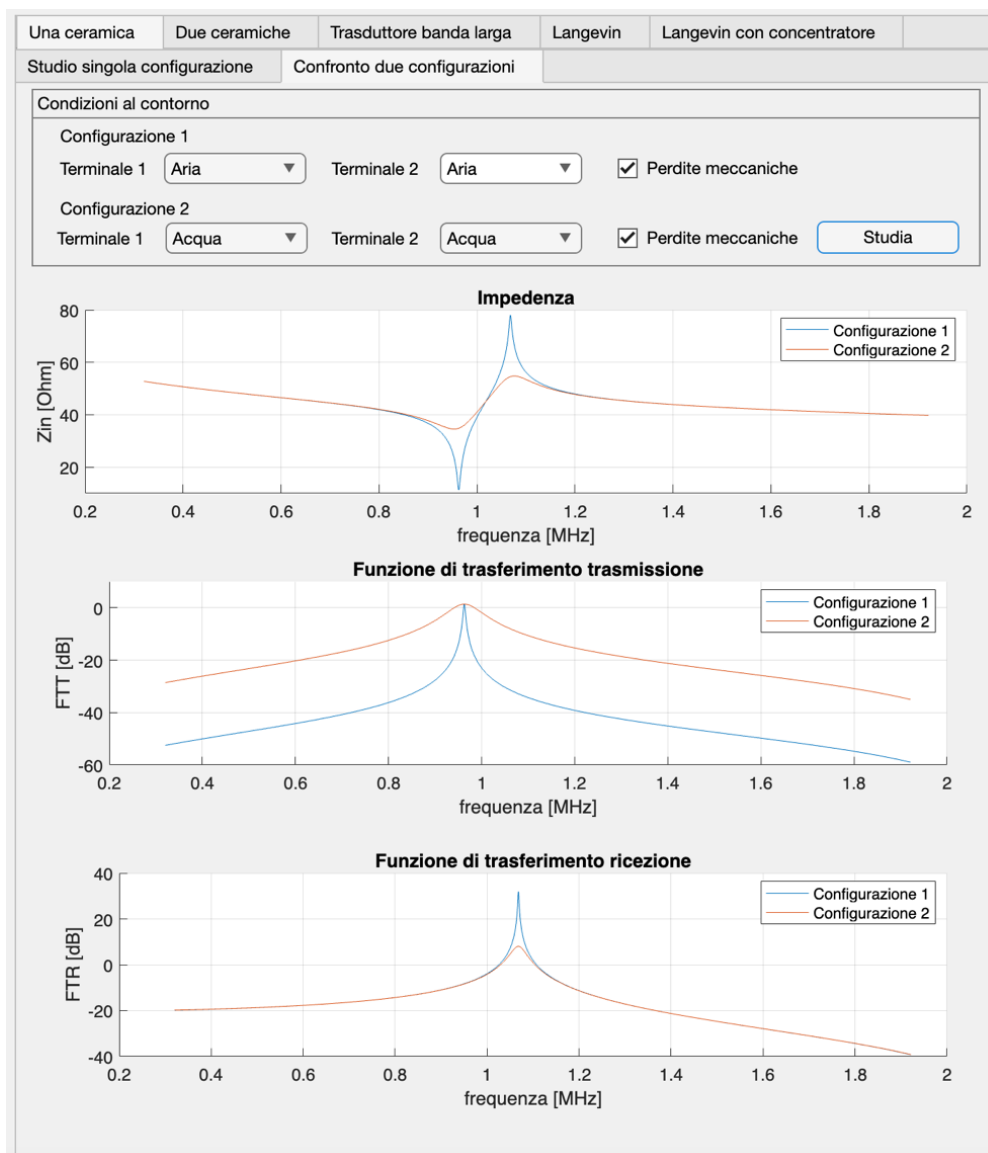 Una ceramica Due ceramiche Trasduttore banda larga Langevin Langevin con concentratore
Studio singola configurazione Confronto due configurazioni
Condizioni al contorno
Configurazione 1
Terminale 1 Aria Terminale 2 Aria Perdite meccaniche
Configurazione 2
Terminale 1 Acqua Terminale 2 Acqua Perdite meccaniche Studia
Impedenza
Zin [Ohm]
80
60
40
20
Configurazione 1
Configurazione 2
0.2 0.4 0.6 0.8 1 1.2 1.4 1.6 1.8 2
frequenza [MHz]
Funzione di trasferimento trasmissione
FTT [dB]
0
-20
-40
-60
Configurazione 1
Configurazione 2
0.2 0.4 0.6 0.8 1 1.2 1.4 1.6 1.8 2
frequenza [MHz]
Funzione di trasferimento ricezione
FTR [dB]
40
20
0
-20
-40
Configurazione 1
Configurazione 2
0.2 0.4 0.6 0.8 1 1.2 1.4 1.6 1.8 2
frequenza [MHz]